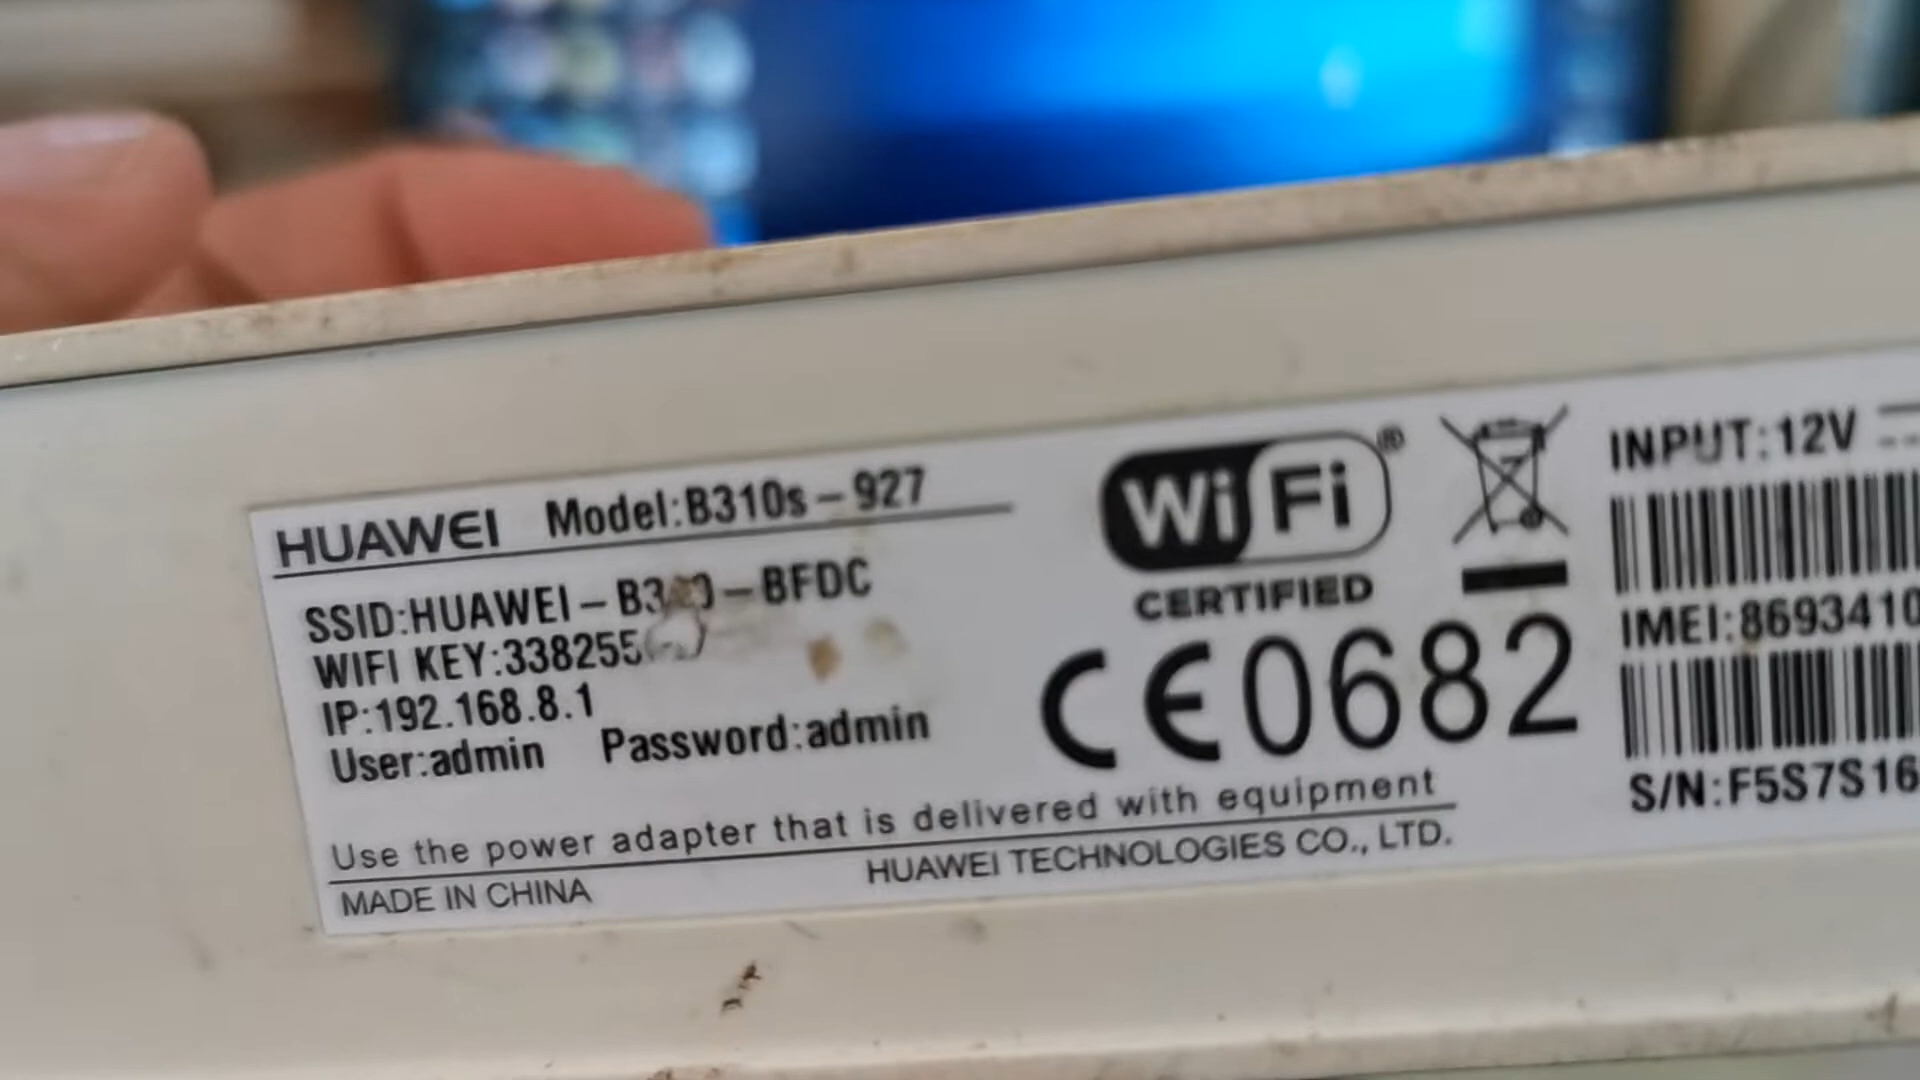 HUAWEI Model:B310s-927
SSID:HUAWEI-B310-BFDC
WIFI KEY:338255
IP:192.168.8.1
User:admin Password:admin
Use the power adapter that is delivered with equipment
MADE IN CHINA HUAWEI TECHNOLOGIES CO., LTD.
WiFi®
CERTIFIED
CE0682
INPUT:12V
IMEI:8693410
S/N:F5S7S16